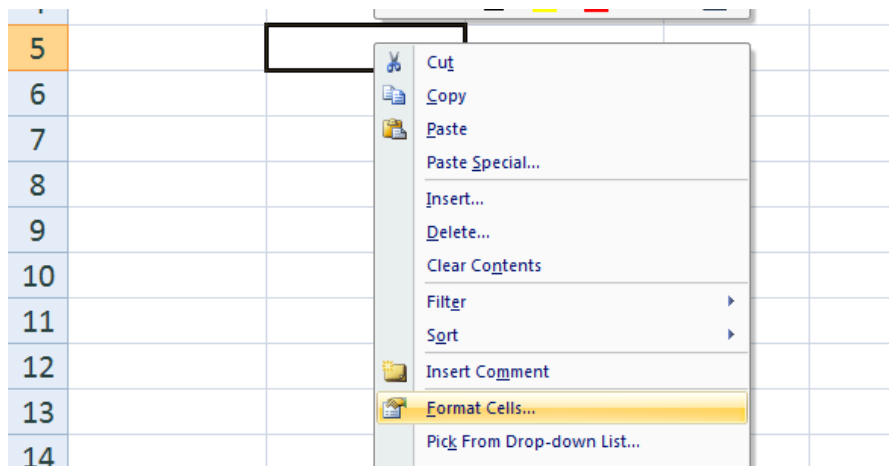 5
Cut
6
Copy
7
Paste
Paste Special...
8
Insert...
9
Delete...
10
Clear Contents
Filter
11
Sort
12
Insert Comment
13
Format Cells...
Pick From Drop-down List...
14